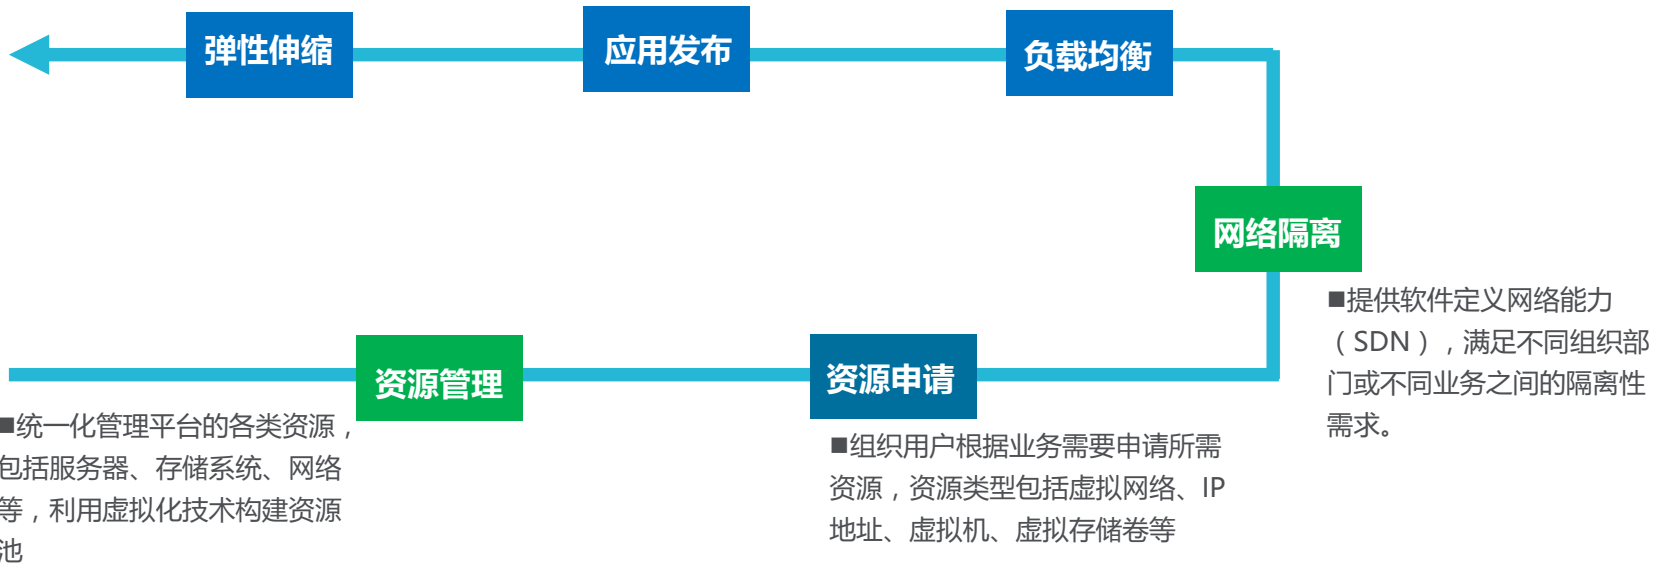 弹性伸缩
应用发布
负载均衡
网络隔离
■提供软件定义网络能力
（SDN），满足不同组织部
门或不同业务之间的隔离性
需求。
资源管理
资源申请
■统一化管理平台的各类资源，
包括服务器、存储系统、网络
等，利用虚拟化技术构建资源
池
■组织用户根据业务需要申请所需
资源，资源类型包括虚拟网络、IP
地址、虚拟机、虚拟存储卷等